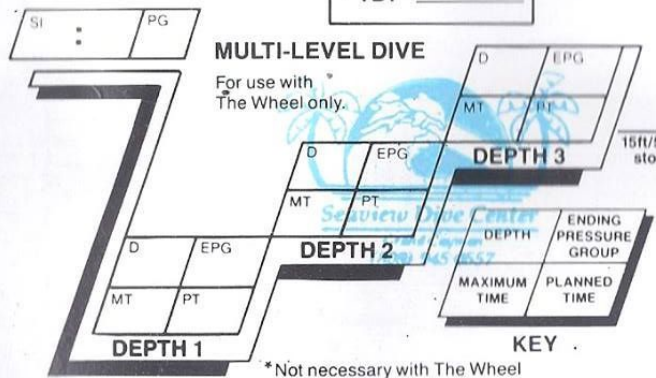 SI : PG
MULTI-LEVEL DIVE
For use with
The Wheel only.
D EPG
MT PT
DEPTH 3
D EPG
MT PT
DEPTH 2
D EPG
MT PT
DEPTH 1
15ft/
sto
Seaview Dive Center
DEPTH
ENDING
PRESSURE
GROUP
MAXIMUM
TIME
PLANNED
TIME
KEY
*Not necessary with The Wheel